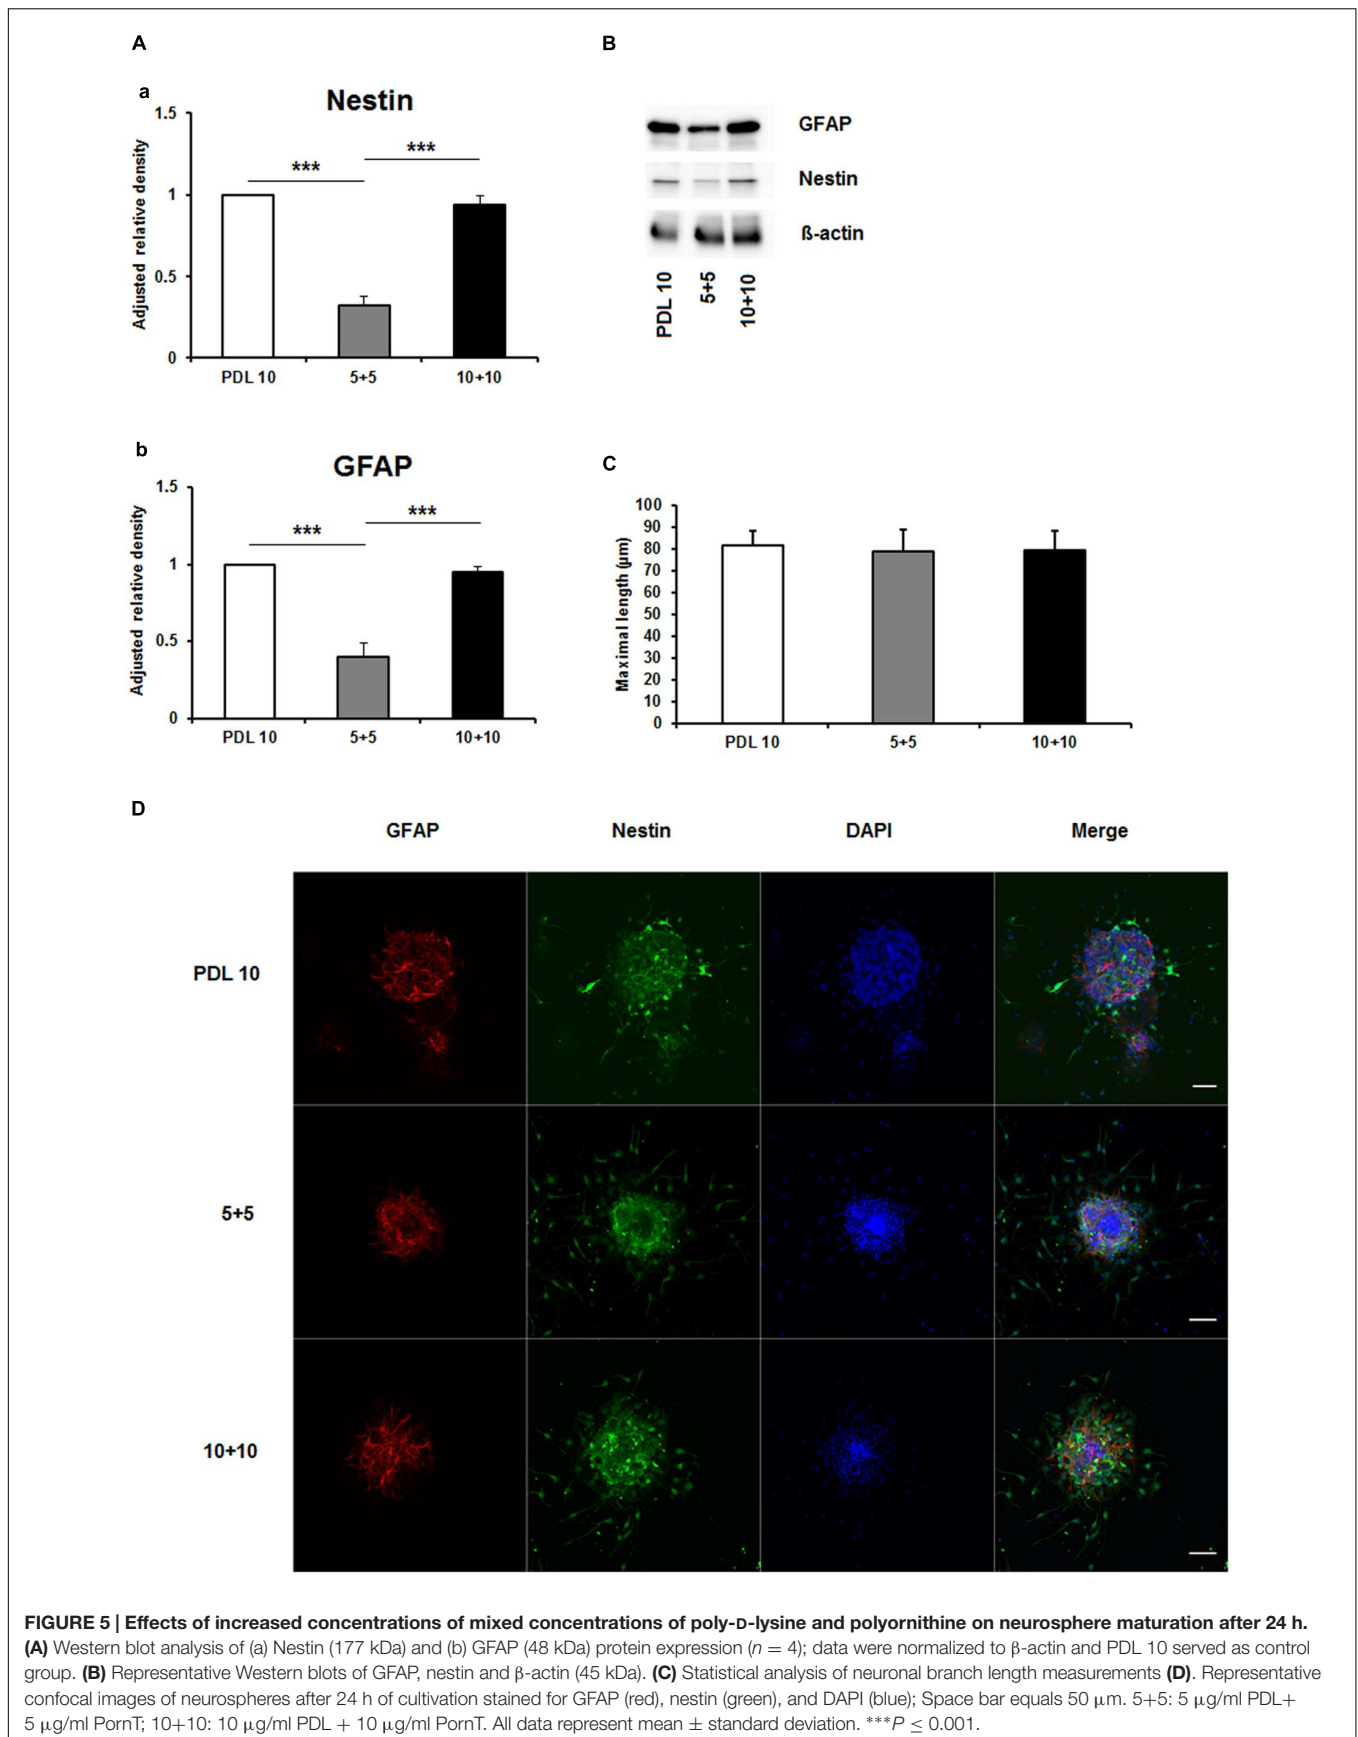 A
B
a
Nestin
1.5
1
0.5
0
Adjusted relative density
***
***
PDL 10
5+5
10+10
GFAP
Nestin
ß-actin
PDL 10
5+5
10+10
b
GFAP
1.5
1
0.5
0
Adjusted relative density
***
***
PDL 10
5+5
10+10
C
100
90
80
70
60
50
40
30
20
10
0
Maximal length (µm)
PDL 10
5+5
10+10
D
GFAP
Nestin
DAPI
Merge
PDL 10
5+5
10+10
FIGURE 5 | Effects of increased concentrations of mixed concentrations of poly-D-lysine and polyornithine on neurosphere maturation after 24 h.
(A) Western blot analysis of (a) Nestin (177 kDa) and (b) GFAP (48 kDa) protein expression (n = 4); data were normalized to β-actin and PDL 10 served as control
group. (B) Representative Western blots of GFAP, nestin and β-actin (45 kDa). (C) Statistical analysis of neuronal branch length measurements (D). Representative
confocal images of neurospheres after 24 h of cultivation stained for GFAP (red), nestin (green), and DAPI (blue); Space bar equals 50 μm. 5+5: 5 μg/ml PDL+
5 μg/ml PornT; 10+10: 10 μg/ml PDL + 10 μg/ml PornT. All data represent mean ± standard deviation. ***P ≤ 0.001.